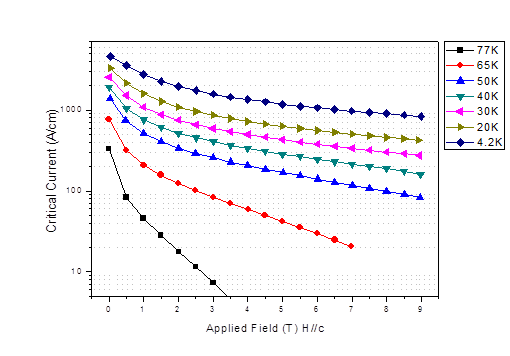 Critical Current (A/cm)
1000
100
10
0 1 2 3 4 5 6 7 8 9
Applied Field (T) H//c
77K
65K
50K
40K
30K
20K
4.2K